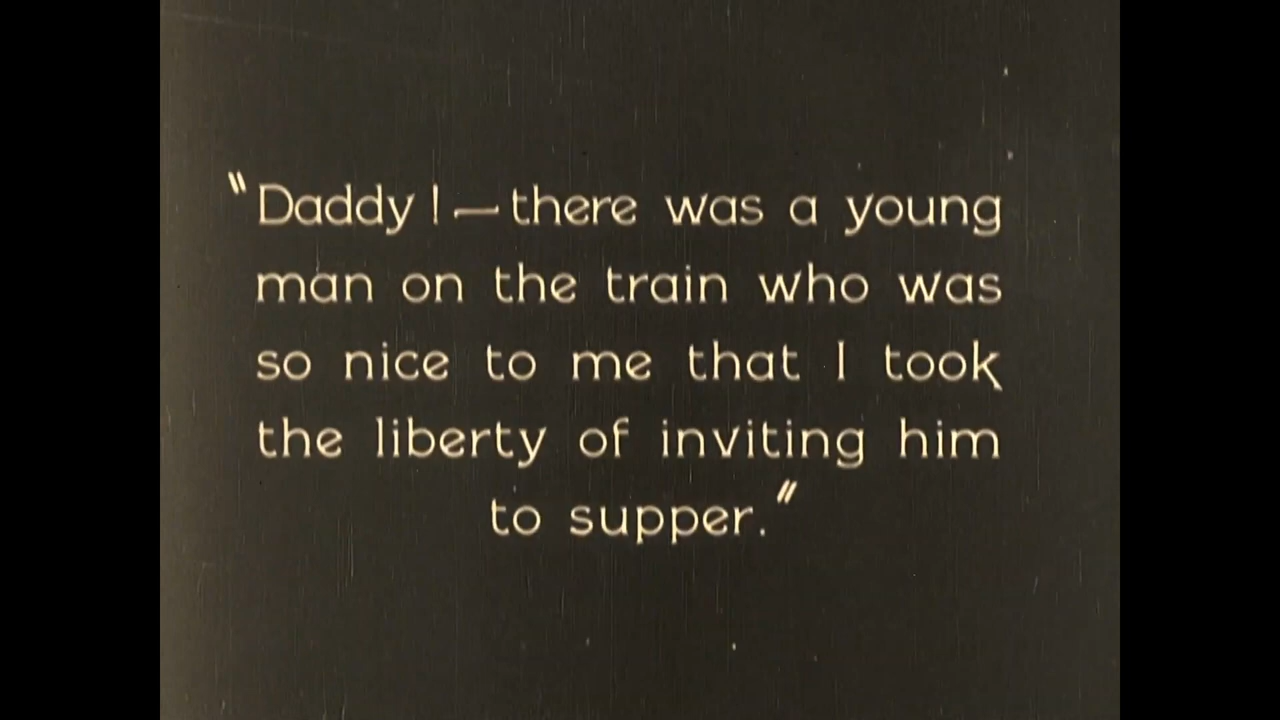 "Daddy! — there was a young
man on the train who was
so nice to me that I took
the liberty of inviting him
to supper."